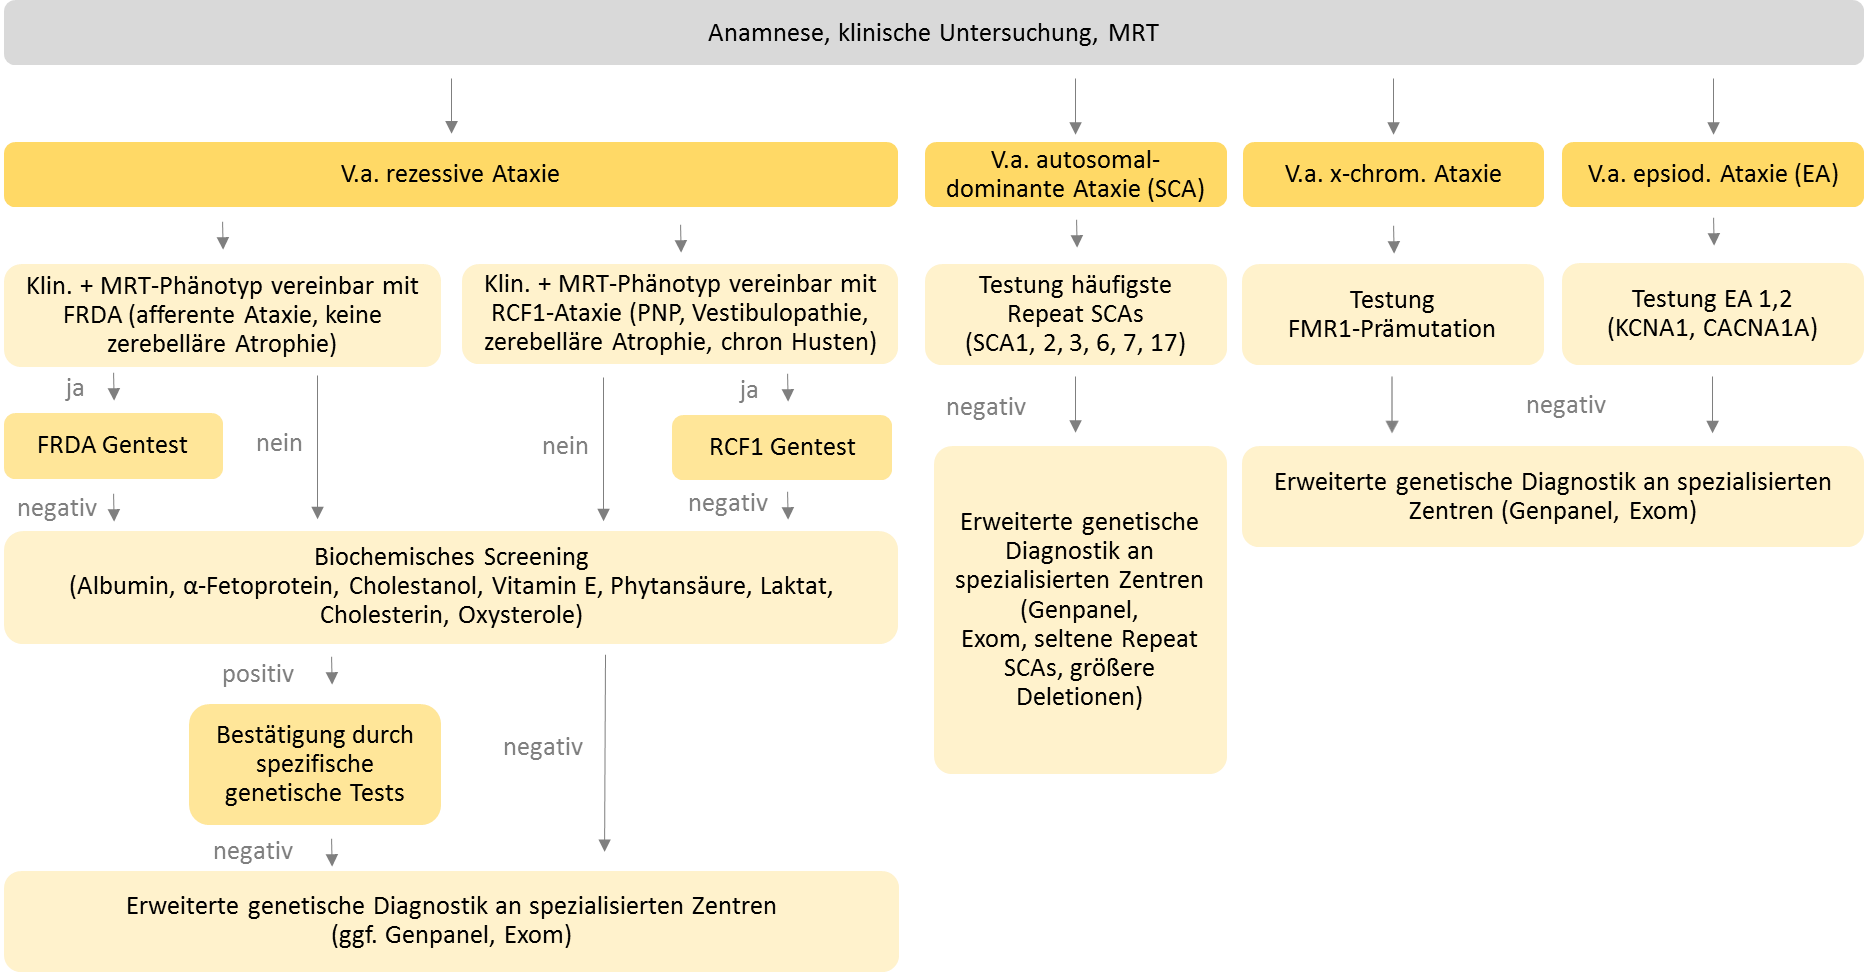 Anamnese, klinische Untersuchung, MRT
V.a. rezessive Ataxie
V.a. autosomal-
dominante Ataxie (SCA)
V.a. x-chrom. Ataxie
V.a. epsiod. Ataxie (EA)
Klin. + MRT-Phänotyp vereinbar mit
FRDA (afferente Ataxie, keine
zerebelläre Atrophie)
Klin. + MRT-Phänotyp vereinbar mit
RCF1-Ataxie (PNP, Vestibulopathie,
zerebelläre Atrophie, chron Husten)
Testung häufigste
Repeat SCAs
(SCA1, 2, 3, 6, 7, 17)
Testung
FMR1-Prämutation
Testung EA 1,2
(KCNA1, CACNA1A)
ja
nein
nein
ja
negativ
negativ
FRDA Gentest
RCF1 Gentest
negativ
negativ
Erweiterte genetische
Diagnostik an
spezialisierten Zentren
(Genpanel,
Exom, seltene Repeat
SCAs, größere
Deletionen)
Erweiterte genetische Diagnostik an spezialisierten
Zentren (Genpanel, Exom)
Biochemisches Screening
(Albumin, α-Fetoprotein, Cholestanol, Vitamin E, Phytansäure, Laktat,
Cholesterin, Oxysterole)
positiv
negativ
Bestätigung durch
spezifische
genetische Tests
negativ
Erweiterte genetische Diagnostik an spezialisierten Zentren
(ggf. Genpanel, Exom)